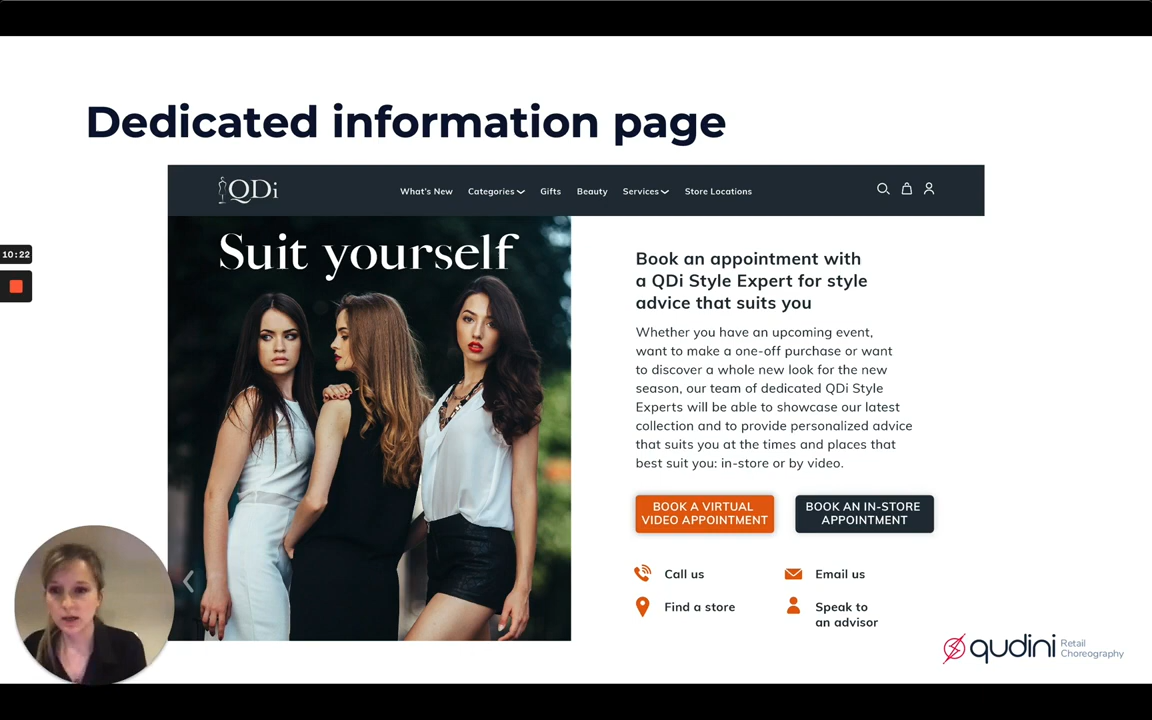 Dedicated information page
QDi
What's New Categories Gifts Beauty Services Store Locations
10:22
Suit yourself
Book an appointment with
a QDi Style Expert for style
advice that suits you
Whether you have an upcoming event,
want to make a one-off purchase or want
to discover a whole new look for the new
season, our team of dedicated QDi Style
Experts will be able to showcase our latest
collection and to provide personalized advice
that suits you at the times and places that
best suit you: in-store or by video.
BOOK A VIRTUAL
VIDEO APPOINTMENT
BOOK AN IN-STORE
APPOINTMENT
Call us
Email us
Find a store
Speak to
an advisor
qudini
Retail
Choreography